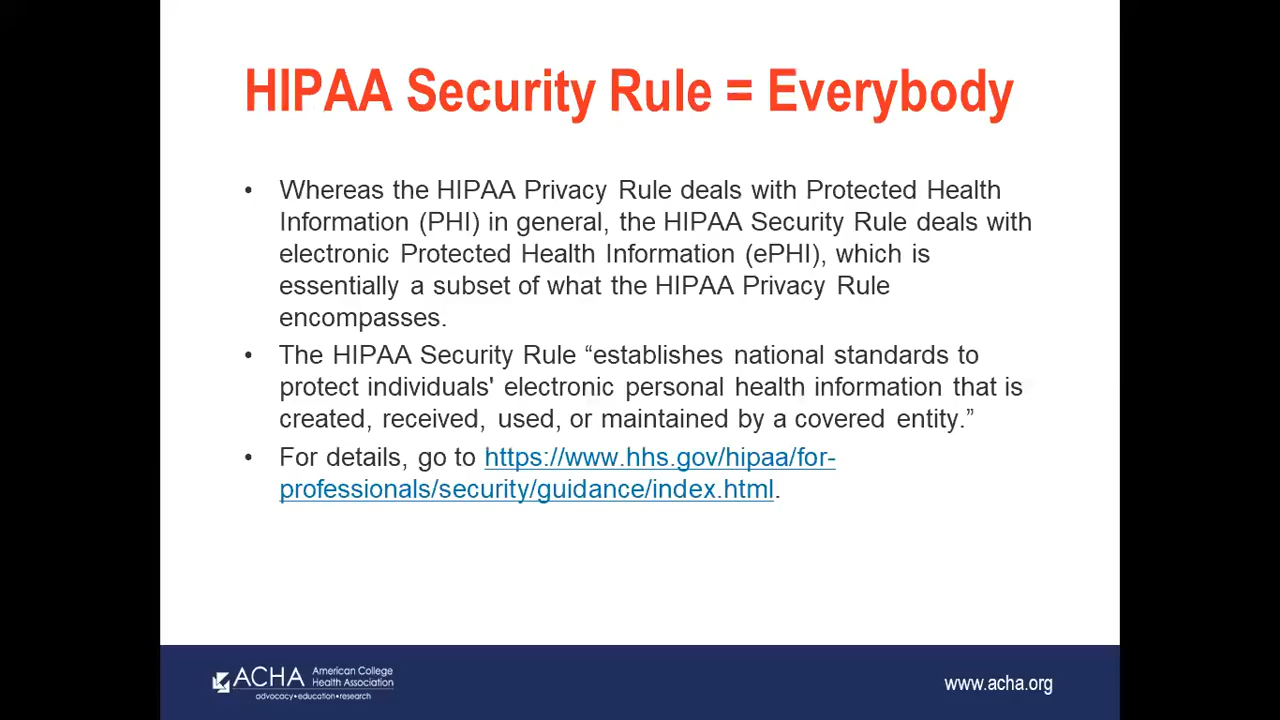 HIPAA Security Rule = Everybody
• Whereas the HIPAA Privacy Rule deals with Protected Health
Information (PHI) in general, the HIPAA Security Rule deals with
electronic Protected Health Information (ePHI), which is
essentially a subset of what the HIPAA Privacy Rule
encompasses.
• The HIPAA Security Rule “establishes national standards to
protect individuals' electronic personal health information that is
created, received, used, or maintained by a covered entity.”
• For details, go to https://www.hhs.gov/hipaa/for-
professionals/security/guidance/index.html.
ACHA
American College
Health Association
advocacy•education•research
www.acha.org